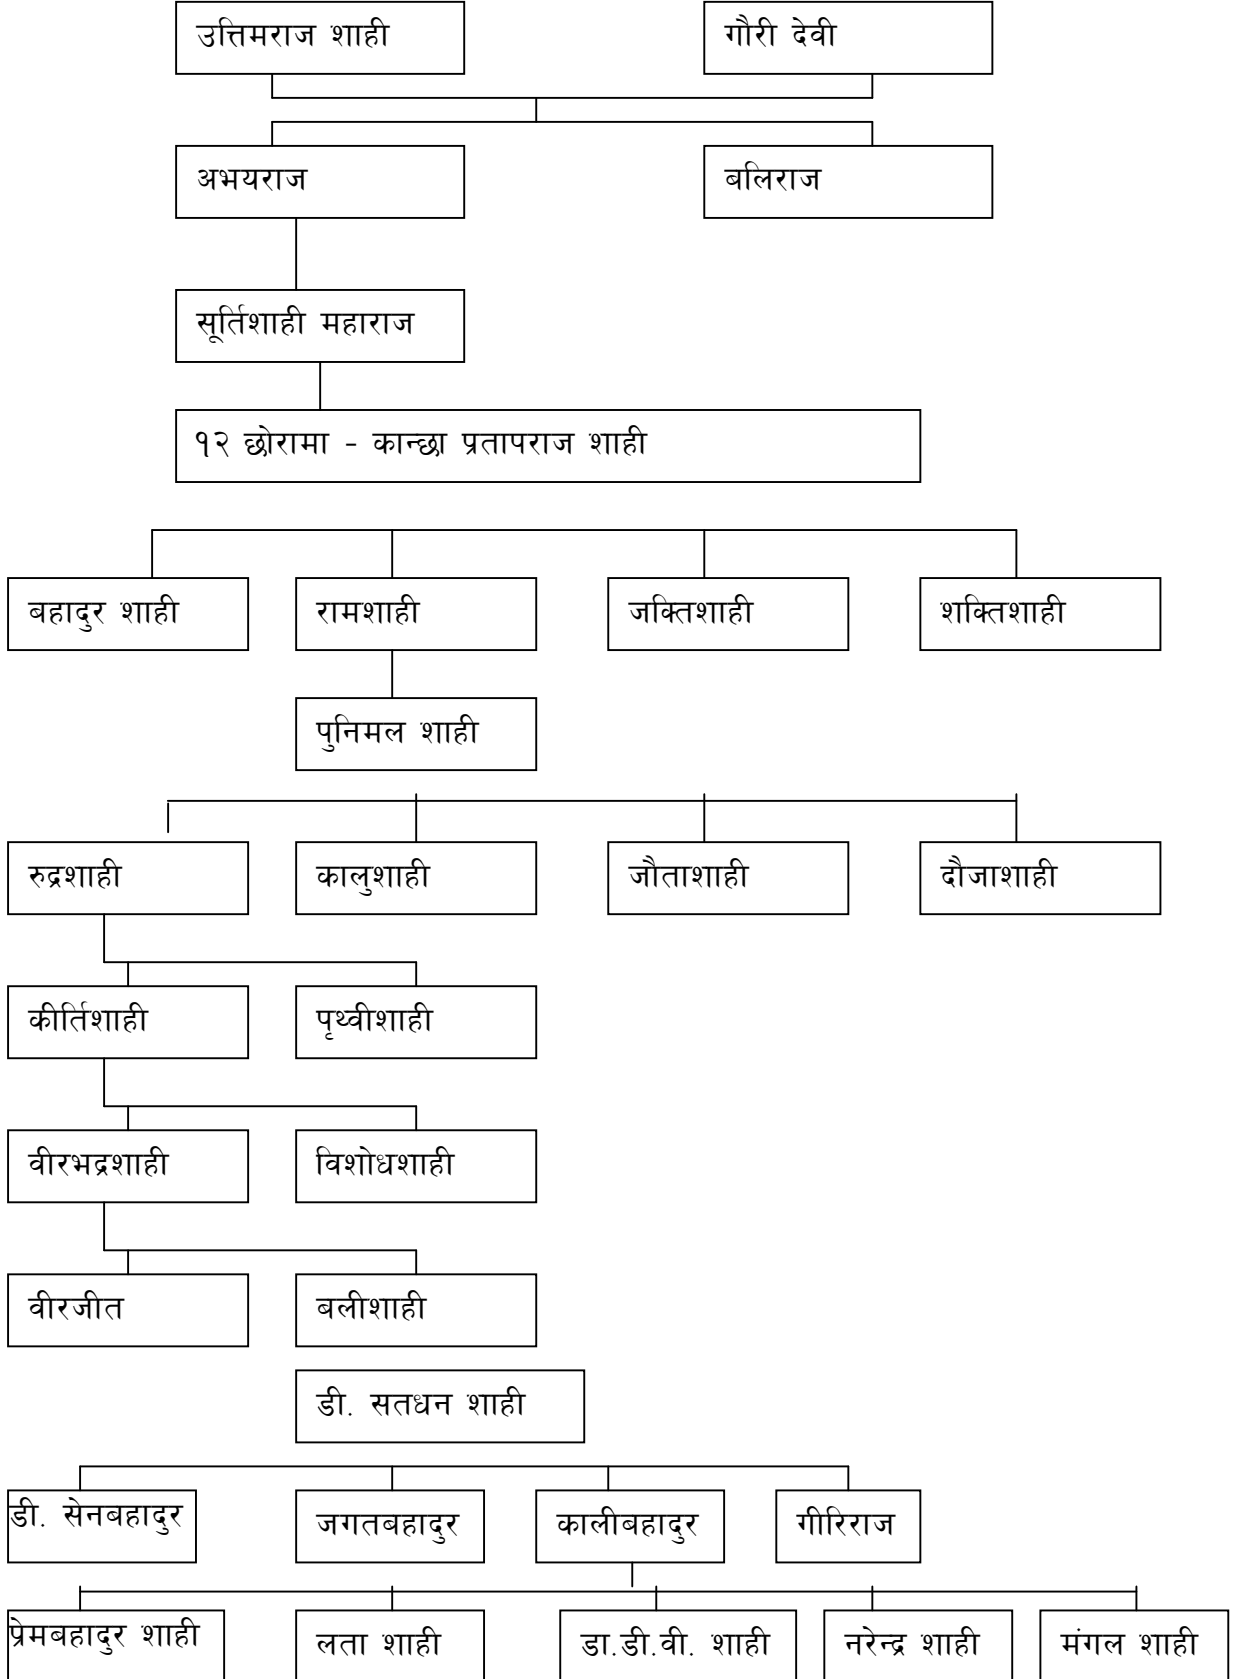 उत्तिमराज शाही
गौरी देवी
अभयराज
बलिराज
सूर्तिशाही महाराज
१२ छोरामा - कान्छा प्रतापराज शाही
बहादुर शाही
रामशाही
जक्तिशाही
शक्तिशाही
पुनिमल शाही
रुद्रशाही
कालुशाही
जौताशाही
दौजाशाही
कीर्तिशाही
पृथ्वीशाही
वीरभद्रशाही
विशोधशाही
वीरजीत
बलीशाही
डी. सतधन शाही
डी. सेनबहादुर
जगतबहादुर
कालीबहादुर
गीरिराज
प्रेमबहादुर शाही
लता शाही
डा.डी.वी. शाही
नरेन्द्र शाही
मंगल शाही